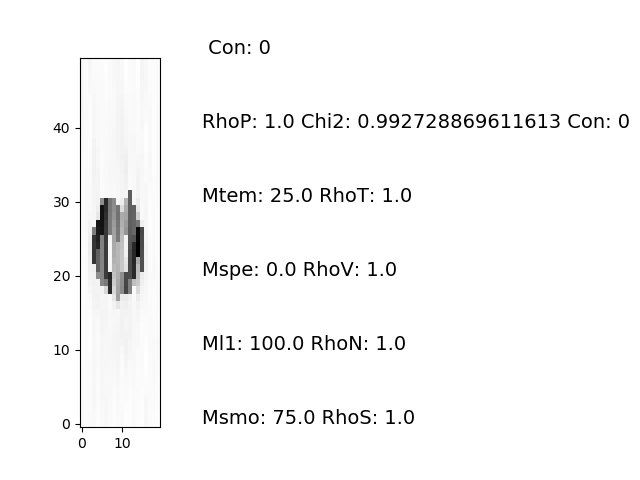 Con: 0
RhoP: 1.0 Chi2: 0.992728869611613 Con: 0
Mtem: 25.0 RhoT: 1.0
Mspe: 0.0 RhoV: 1.0
Ml1: 100.0 RhoN: 1.0
Msmo: 75.0 RhoS: 1.0
40
30
20
10
0
0 10